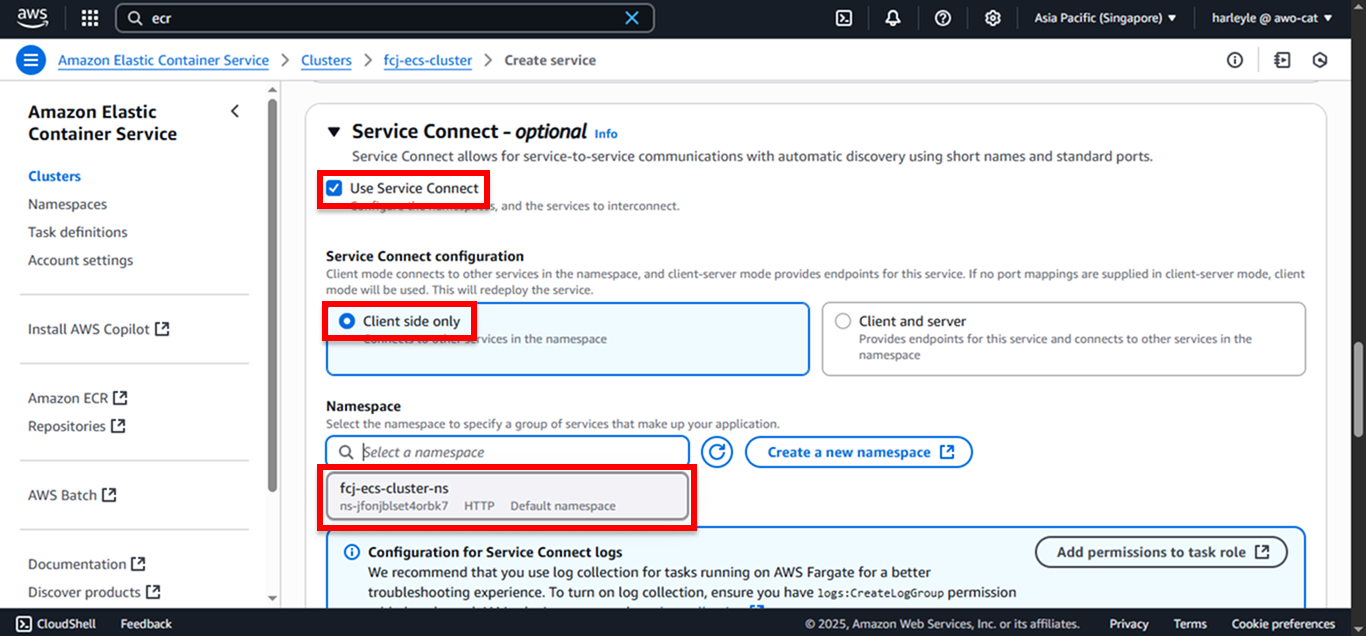 aws
ecr
Asia Pacific (Singapore)
harleyle @ awo-cat
Amazon Elastic Container Service
Clusters
fcj-ecs-cluster
Create service
Amazon Elastic
Container Service
Clusters
Namespaces
Task definitions
Account settings
Install AWS Copilot
Amazon ECR
Repositories
AWS Batch
Documentation
Discover products
Service Connect - optional Info
Service Connect allows for service-to-service communications with automatic discovery using short names and standard ports.
Use Service Connect
Configure the namespaces, and the services to interconnect.
Service Connect configuration
Client mode connects to other services in the namespace, and client-server mode provides endpoints for this service. If no port mappings are supplied in client-server mode, client
mode will be used. This will redeploy the service.
Client side only
Connects to other services in the namespace
Client and server
Provides endpoints for this service and connects to other services in the
namespace
Namespace
Select the namespace to specify a group of services that make up your application.
Select a namespace
Create a new namespace
fcj-ecs-cluster-ns
ns-jfonjblset4orbk7 HTTP Default namespace
Configuration for Service Connect logs
Add permissions to task role
We recommend that you use log collection for tasks running on AWS Fargate for a better
troubleshooting experience. To turn on log collection, ensure you have logs:CreateLogGroup permission
CloudShell
Feedback
© 2025, Amazon Web Services, Inc. or its affiliates.
Privacy
Terms
Cookie preferences